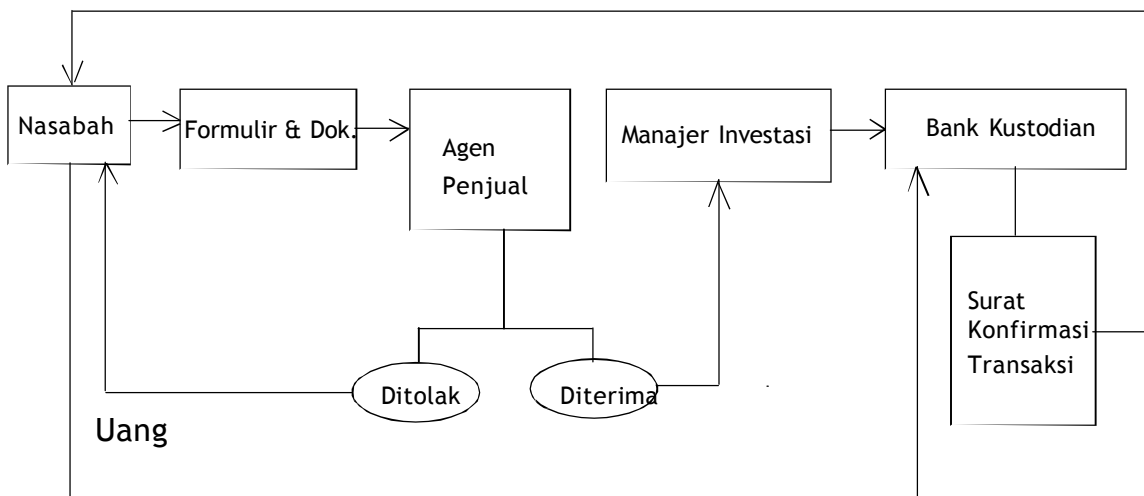 Nasabah
Formulir & Dok.
Agen
Penjual
Manajer Investasi
Bank Kustodian
Surat
Konfirmasi
Transaksi
Ditolak
Diterima
Uang